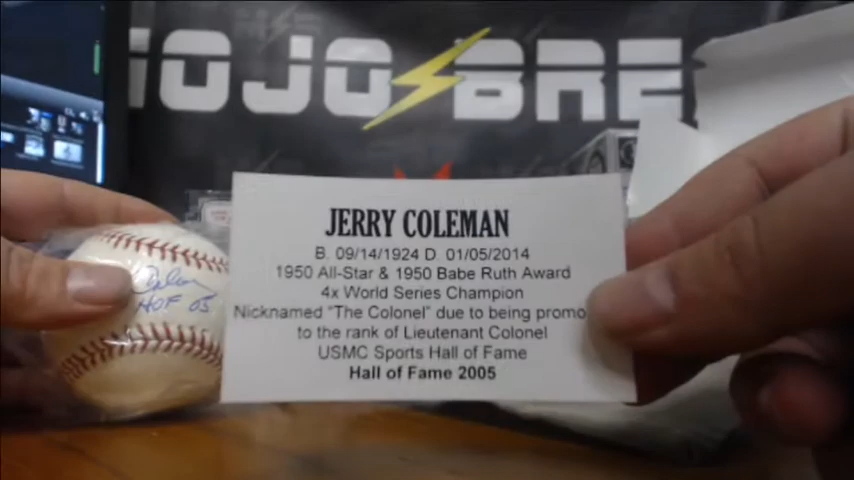 MOJO BRE
JERRY COLEMAN
B. 09/14/1924 D. 01/05/2014
1950 All-Star & 1950 Babe Ruth Award
4x World Series Champion
Nicknamed "The Colonel" due to being promo
to the rank of Lieutenant Colonel
USMC Sports Hall of Fame
Hall of Fame 2005
Coleman
HOF 05